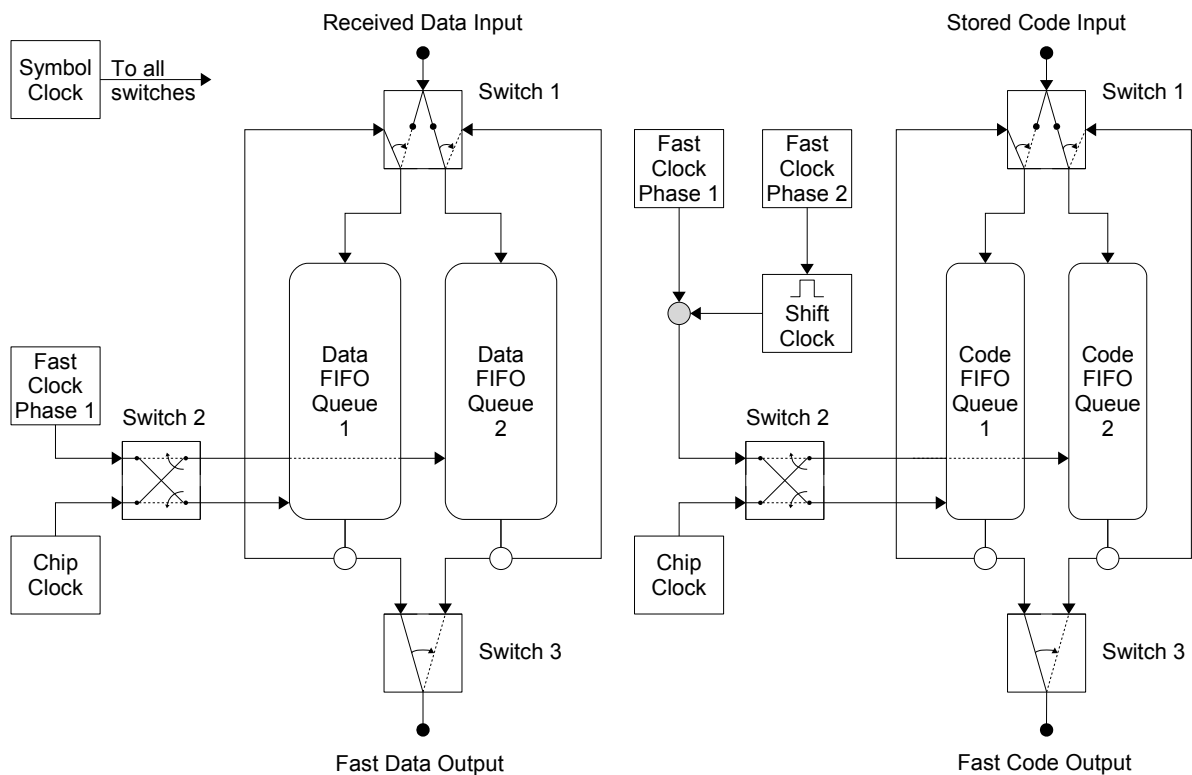 Received Data Input
Stored Code Input
Symbol
Clock
To all
switches
Switch 1
Switch 1
Fast
Clock
Phase 1
Fast
Clock
Phase 2
Shift
Clock
Data
FIFO
Queue
1
Data
FIFO
Queue
2
Code
FIFO
Queue
1
Code
FIFO
Queue
2
Fast
Clock
Phase 1
Switch 2
Switch 2
Chip
Clock
Chip
Clock
Switch 3
Switch 3
Fast Data Output
Fast Code Output